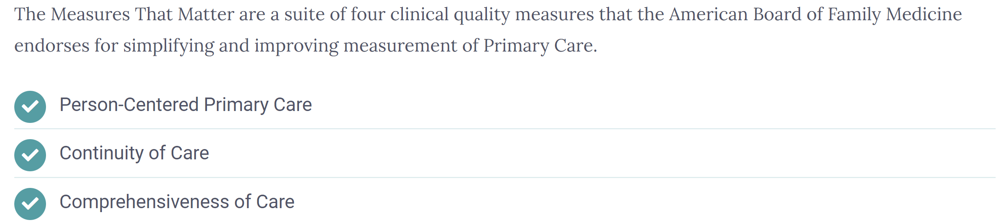 The Measures That Matter are a suite of four clinical quality measures that the American Board of Family Medicine
endorses for simplifying and improving measurement of Primary Care.
Person-Centered Primary Care
Continuity of Care
Comprehensiveness of Care